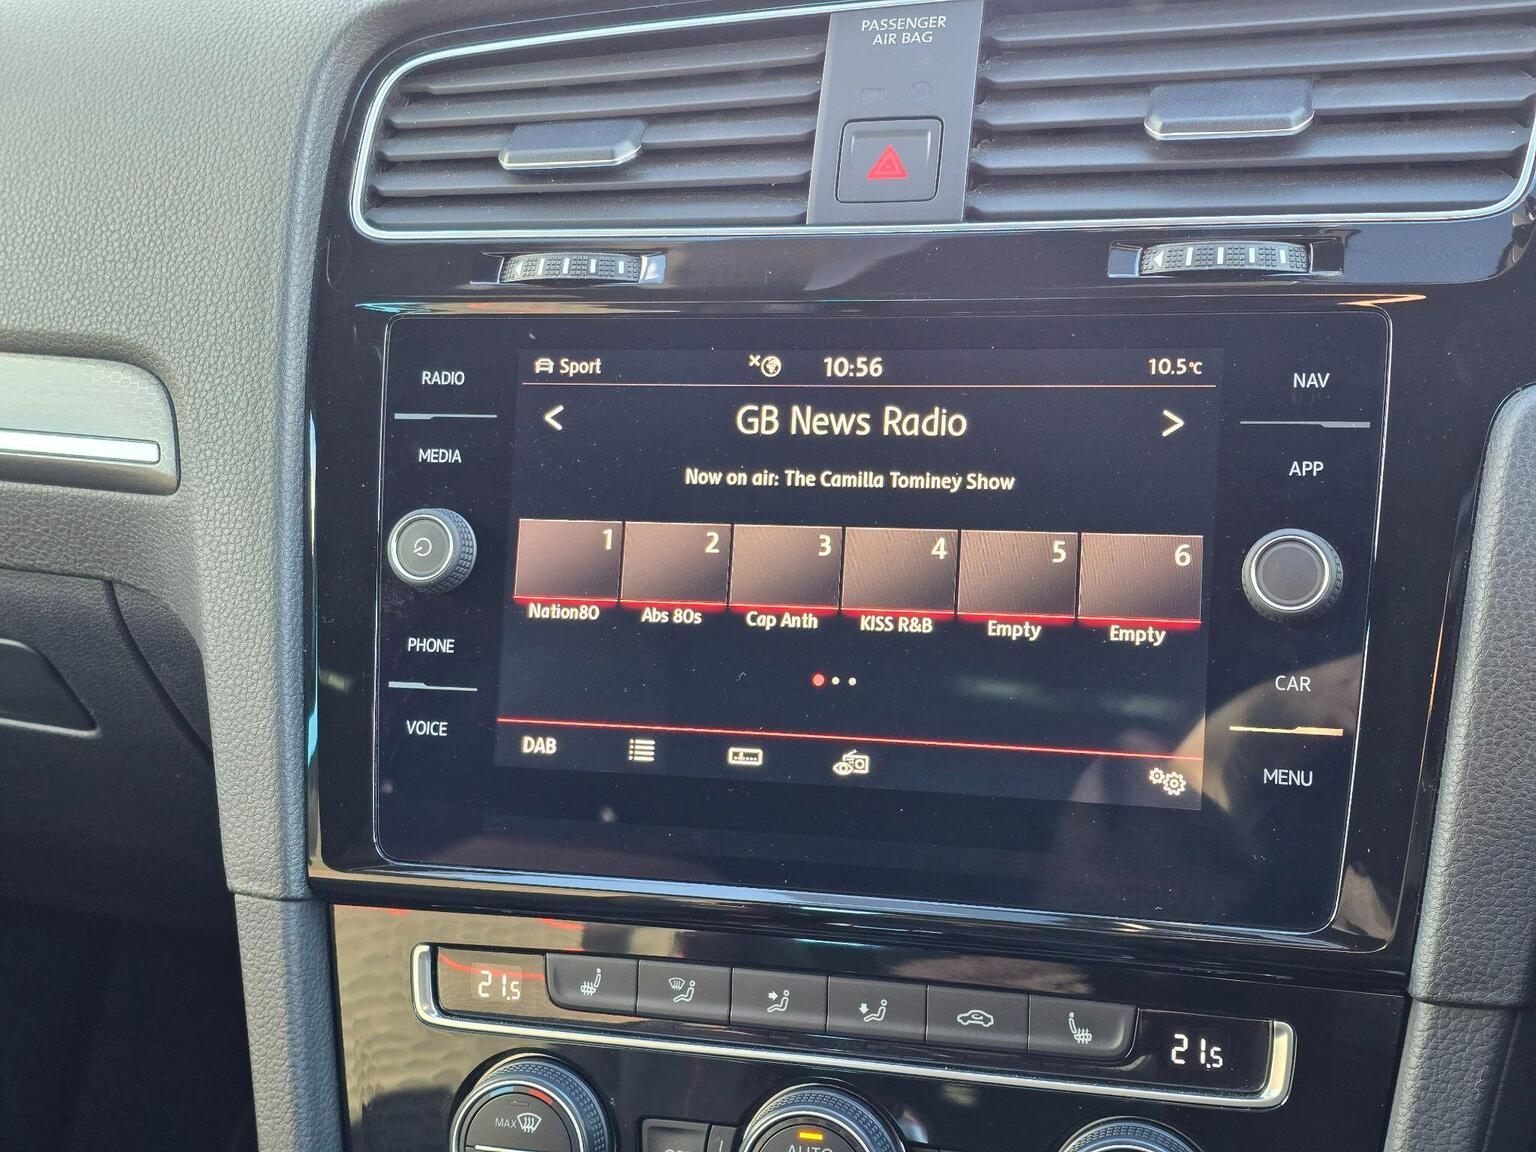 PASSENGER
AIR BAG
Sport 10:56 10.5°C
RADIO
MEDIA
PHONE
VOICE
< GB News Radio >
Now on air: The Camilla Tominey Show
1 2 3 4 5 6
Nation80 Abs 80s Cap Anth KISS R&B Empty Empty
DAB
NAV
APP
CAR
MENU
21.5
21.5
MAX
AUTO